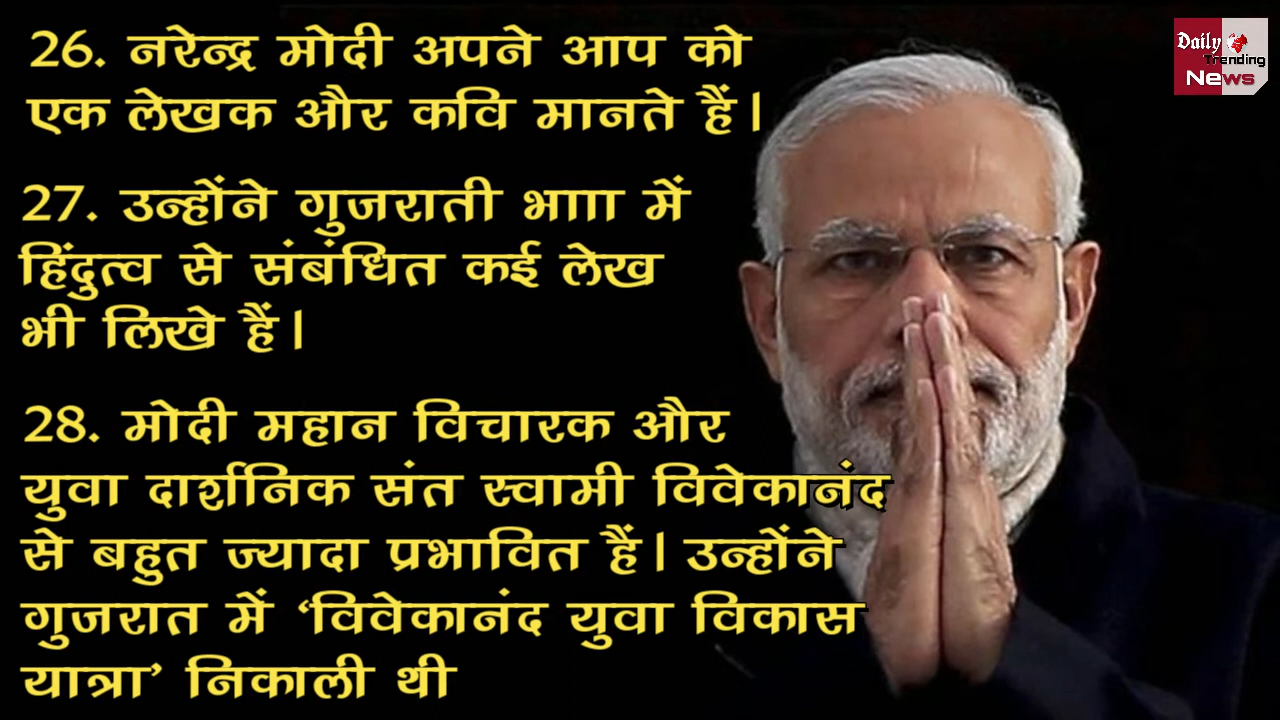 26. नरेन्द्र मोदी अपने आप को
एक लेखक और कवि मानते हैं।
27. उन्होंने गुजराती भााा में
हिंदुत्व से संबंधित कई लेख
भी लिखे हैं।
28. मोदी महान विचारक और
युवा दार्शनिक संत स्वामी विवेकानंद
से बहुत ज्यादा प्रभावित हैं। उन्होंने
गुजरात में ‘विवेकानंद युवा विकास
यात्रा’ निकाली थी
Daily
Trending
News